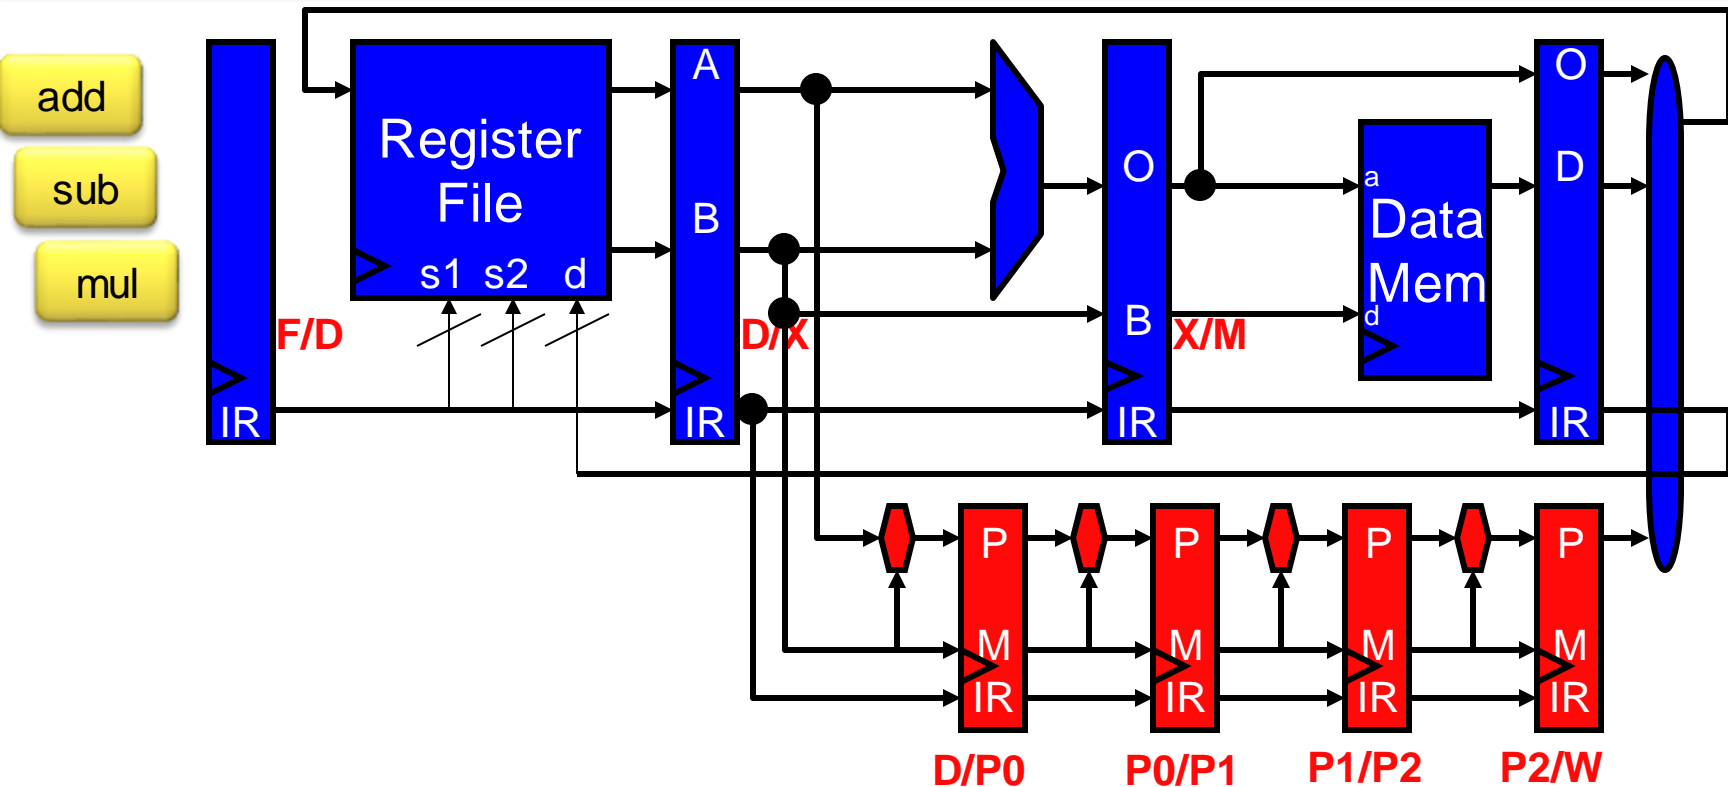 add
sub
mul
F/D
IR
Register
File
s1 s2 d
A
B
D/X
IR
O
B
X/M
IR
a
Data
Mem
d
O
D
IR
P
M
IR
D/P0
P
M
IR
P0/P1
P
M
IR
P1/P2
P
M
IR
P2/W